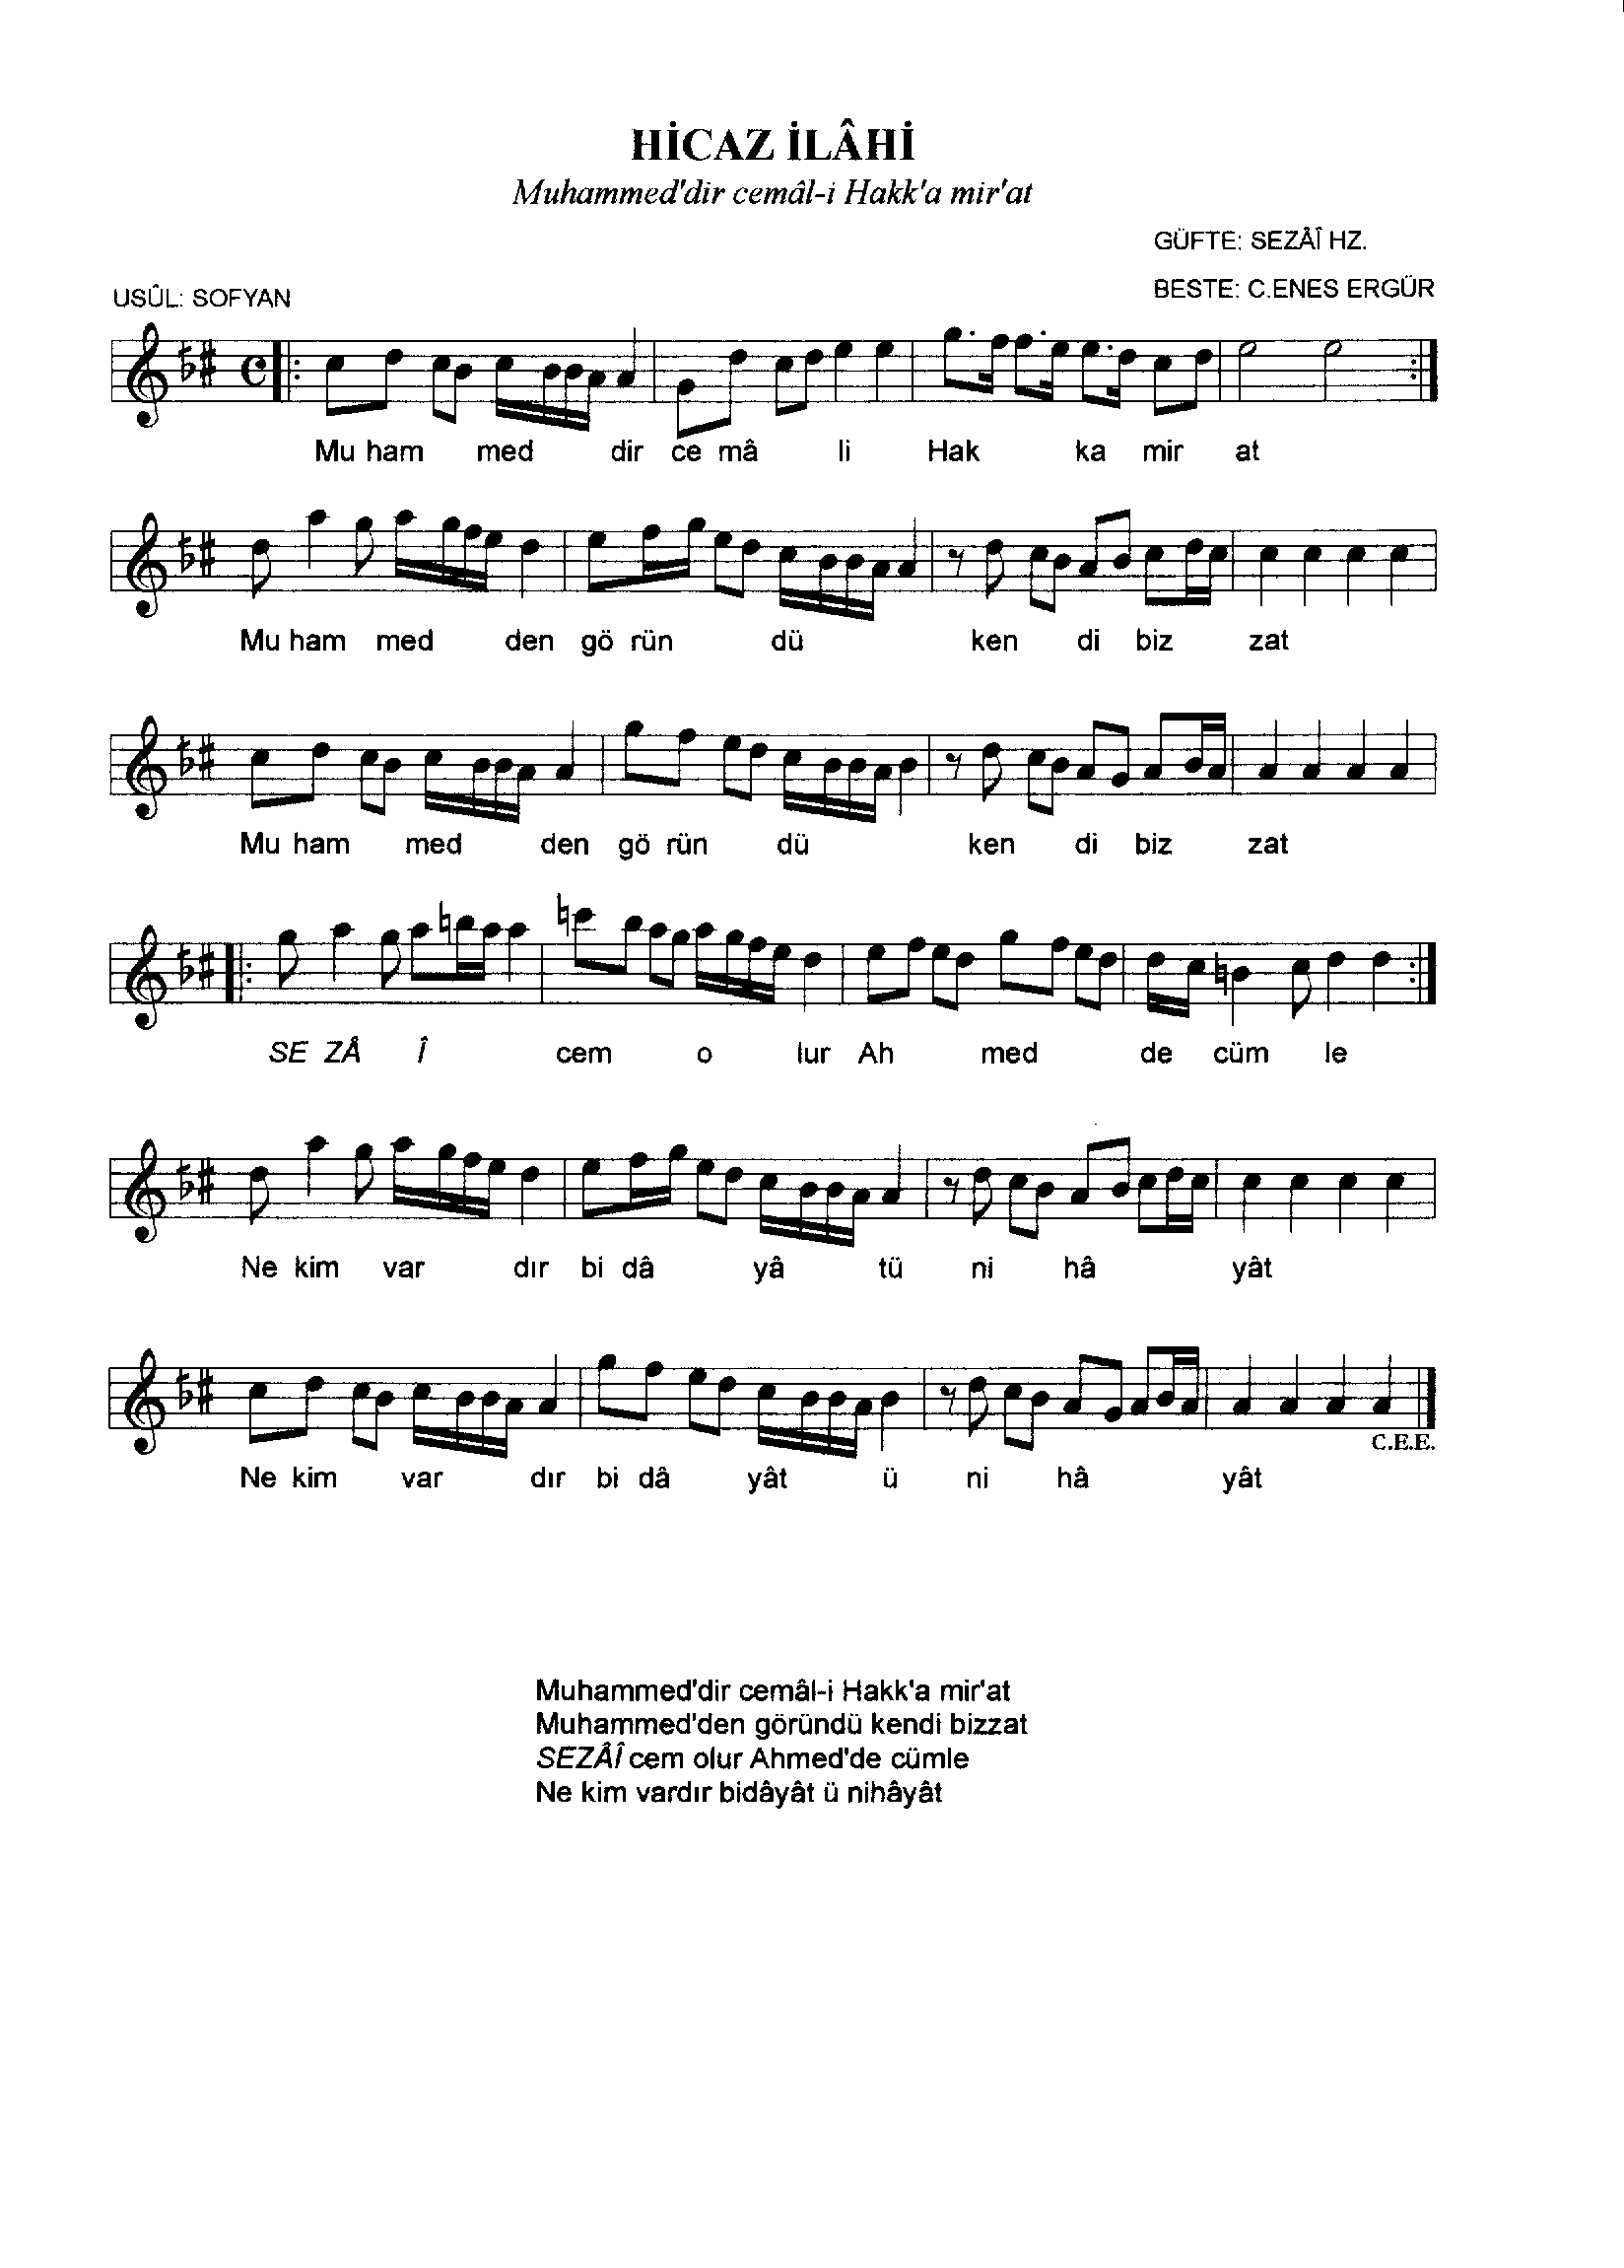 HİCAZ İLÂHİ
Muhammed'dir cemâl-i Hakk'a mir'at
GÜFTE: SEZÂÎ HZ.
USÛL: SOFYAN
BESTE: C.ENES ERGÜR
Mu ham med dir ce mâ li Hak ka mir at
Mu ham med den gö rün dü ken di biz zat
Mu ham med den gö rün dü ken di biz zat
SE ZÂ Î cem o lur Ah med de cüm le
Ne kim var dır bi dâ yâ tü ni hâ yât
C.E.E.
Ne kim var dır bi dâ yât ü ni hâ yât
Muhammed'dir cemâl-i Hakk'a mir'at
Muhammed'den göründü kendi bizzat
SEZÂÎ cem olur Ahmed'de cümle
Ne kim vardır bidâyât ü nihâyât